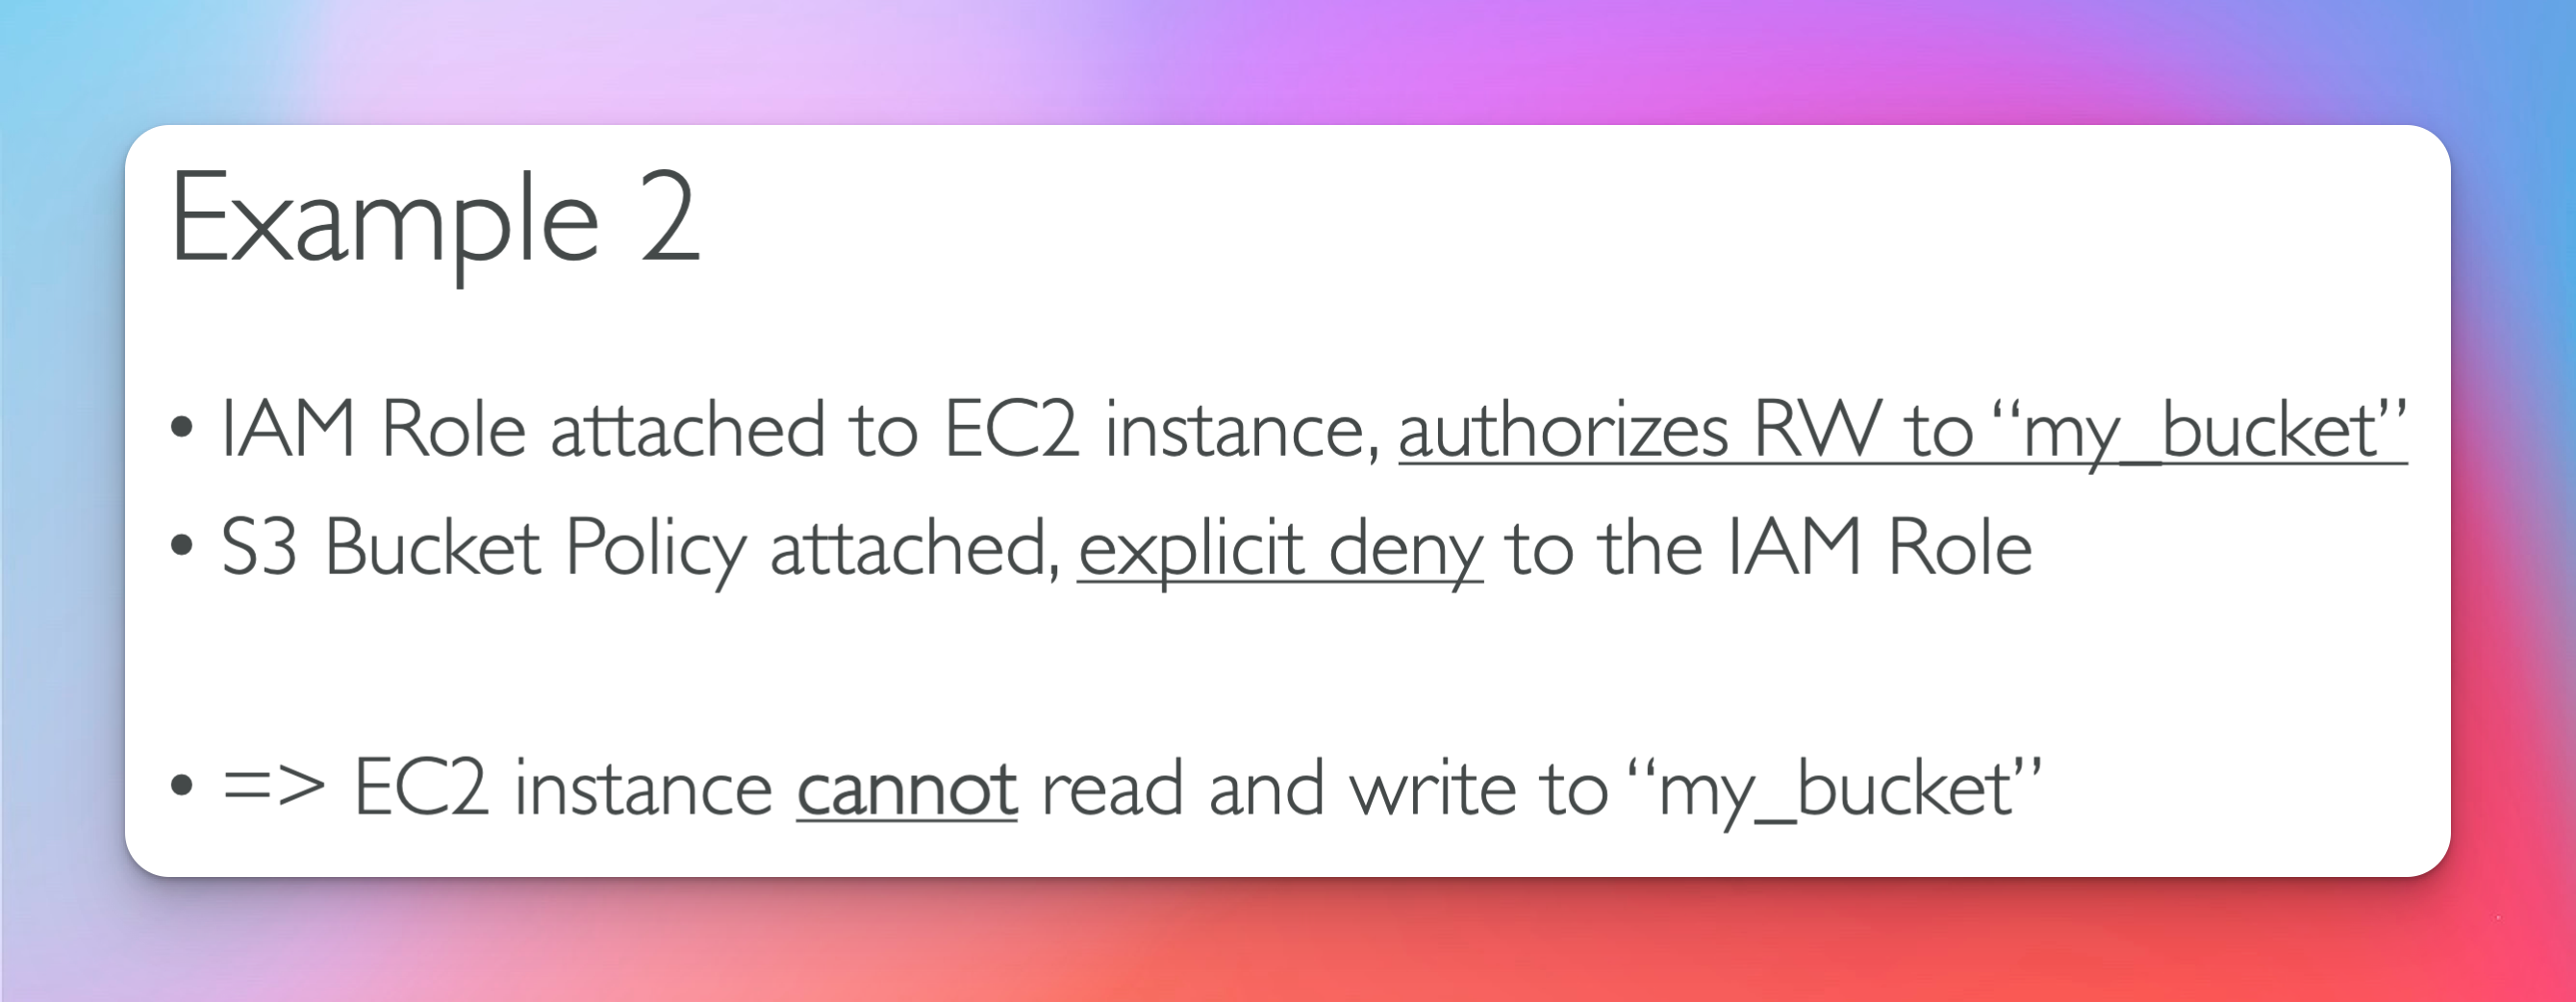 Example 2
• IAM Role attached to EC2 instance, authorizes RW to “my_bucket”
• S3 Bucket Policy attached, explicit deny to the IAM Role
• => EC2 instance cannot read and write to “my_bucket”